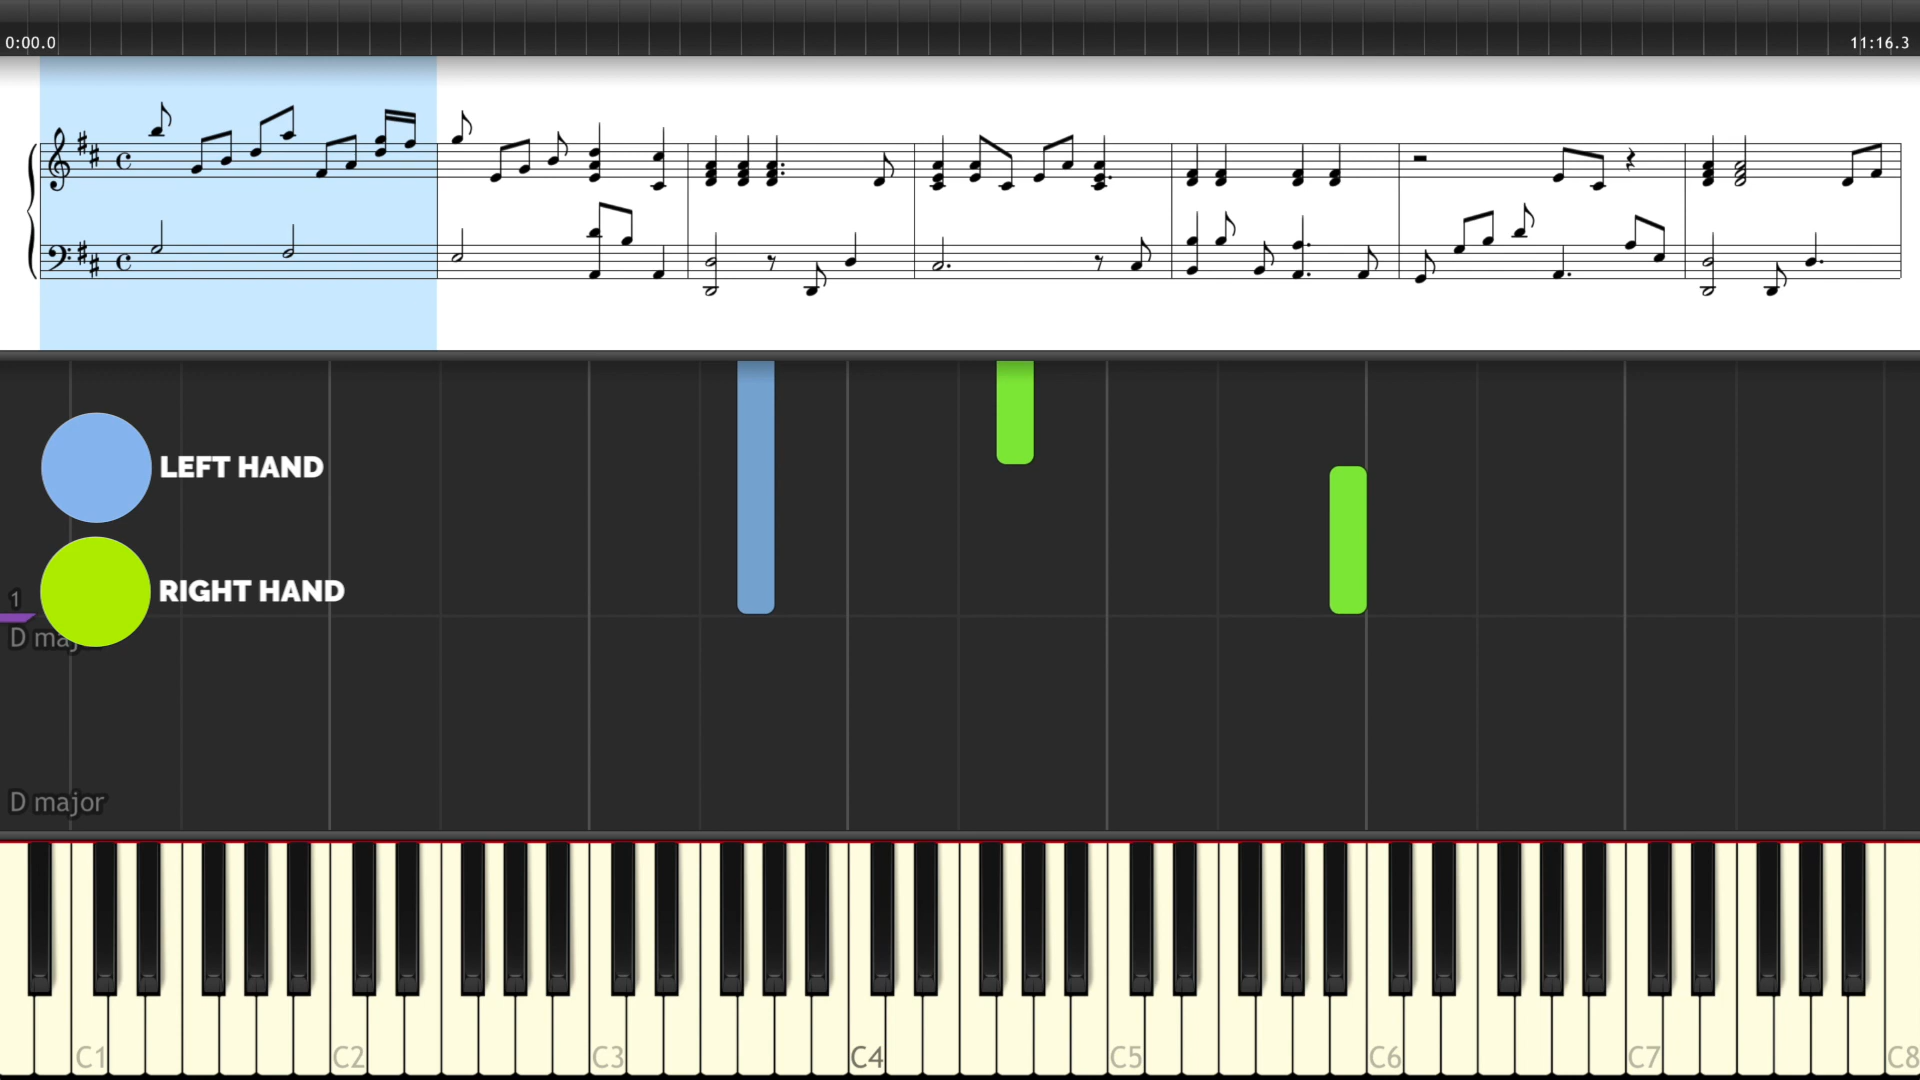 0:00.0
11:16.3
LEFT HAND
RIGHT HAND
1
D major
D major
C1 C2 C3 C4 C5 C6 C7 C8